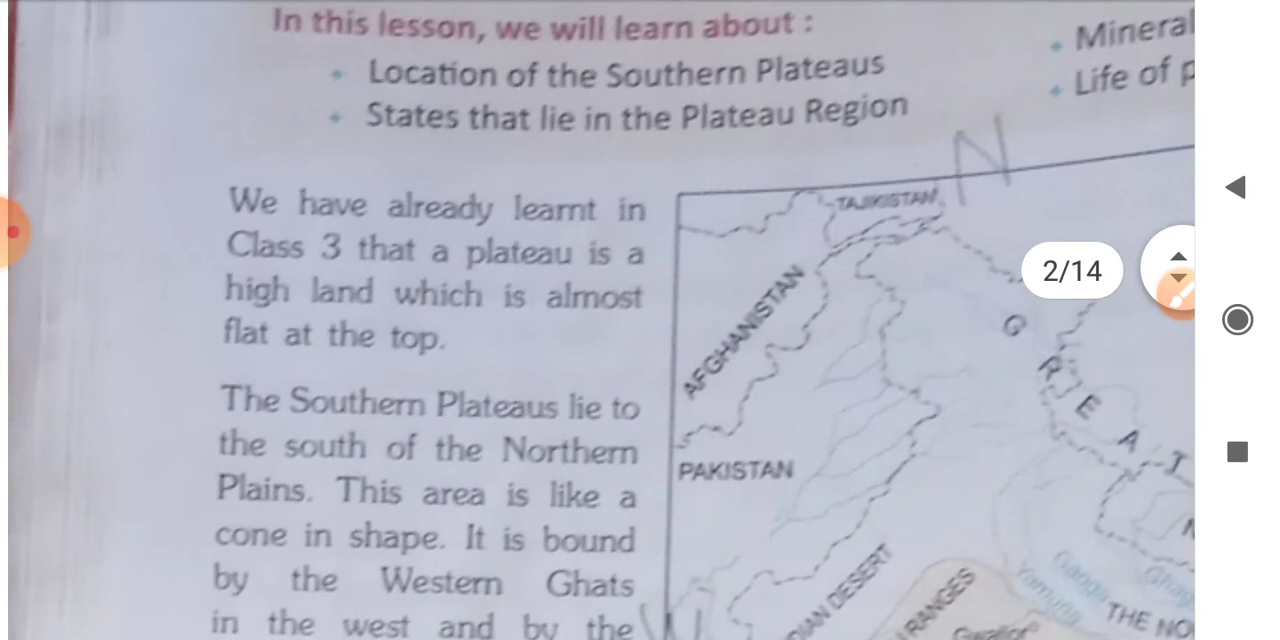 In this lesson, we will learn about :
Location of the Southern Plateaus
States that lie in the Plateau Region
Mineral
Life of
We have already learnt in
Class 3 that a plateau is a
high land which is almost
flat at the top.
The Southern Plateaus lie to
the south of the Northern
Plains. This area is like a
cone in shape. It is bound
by the Western Ghats
in the west and by the
N
TAJIKISTAN
AFGHANISTAN
PAKISTAN
G R E A T
DESERT
RANGES
Gwalior
Ganga
Yamuna
THE NO
2/14